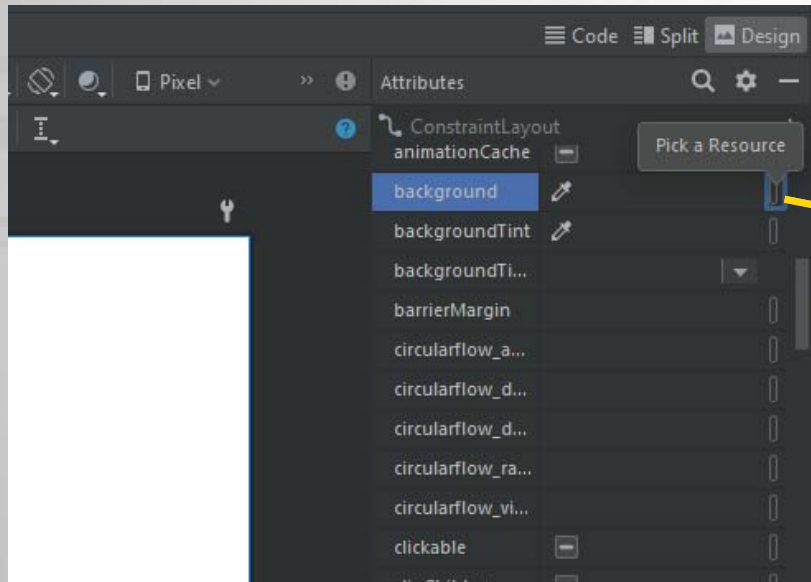 Code Split Design
Pixel >> Attributes
ConstraintLayout
animationCache
Pick a Resource
background
backgroundTint
backgroundTi...
barrierMargin
circularflow_a...
circularflow_d...
circularflow_d...
circularflow_ra...
circularflow_vi...
clickable